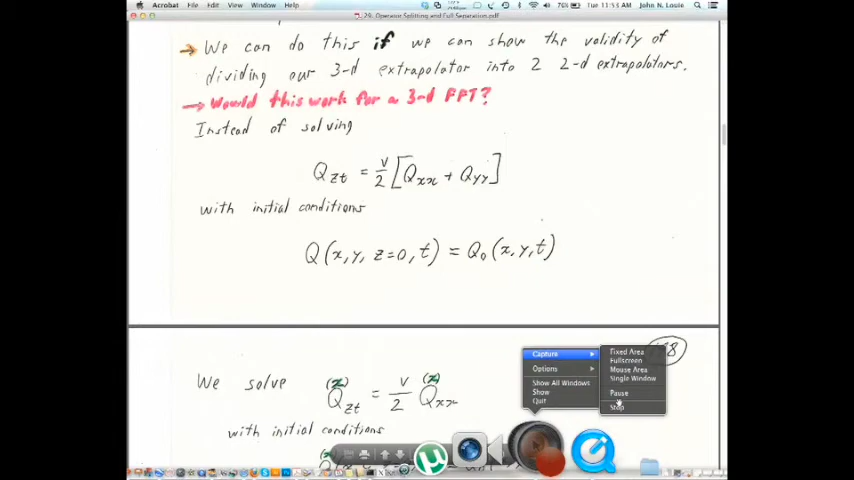 Acrobat File Edit View Window Help 76% Tue 11:53 AM John N. Louie
29. Operator Splitting and Full Separation.pdf
→ We can do this if we can show the validity of
dividing our 3-d extrapolator into 2 2-d extrapolators.
→ Would this work for a 3-d FFT?
Instead of solving
Q_zt = v/2 [Q_xx + Q_yy]
with initial conditions
Q(x,y, z=0, t) = Q₀(x,y,t)
We solve
(x) (x)
Q_zt = v/2 Q_xx
with initial conditions
Capture
Options
Show All Windows
Show
Quit
Fixed Area
Fullscreen
Mouse Area
Single Window
Pause
Stop